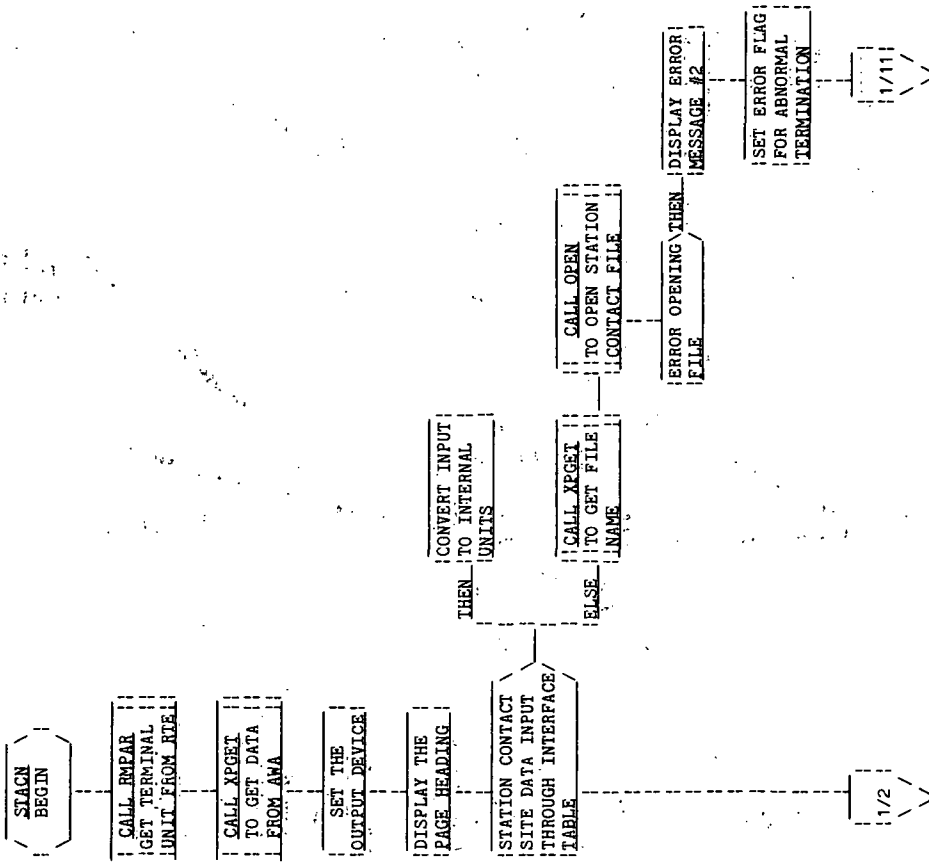 STACN
BEGIN
CALL RMPAR
GET TERMINAL
UNIT FROM RTE
CALL XPGET
TO GET DATA
FROM AWA
SET THE
OUTPUT DEVICE
DISPLAY THE
PAGE HEADING
STATION CONTACT
SITE DATA INPUT
THROUGH INTERFACE
TABLE
THEN
CONVERT INPUT
TO INTERNAL
UNITS
ELSE
CALL XPGET
TO GET FILE
NAME
CALL OPEN
TO OPEN STATION
CONTACT FILE
ERROR OPENING
FILE
THEN
DISPLAY ERROR
MESSAGE #2
SET ERROR FLAG
FOR ABNORMAL
TERMINATION
1/11
1/2